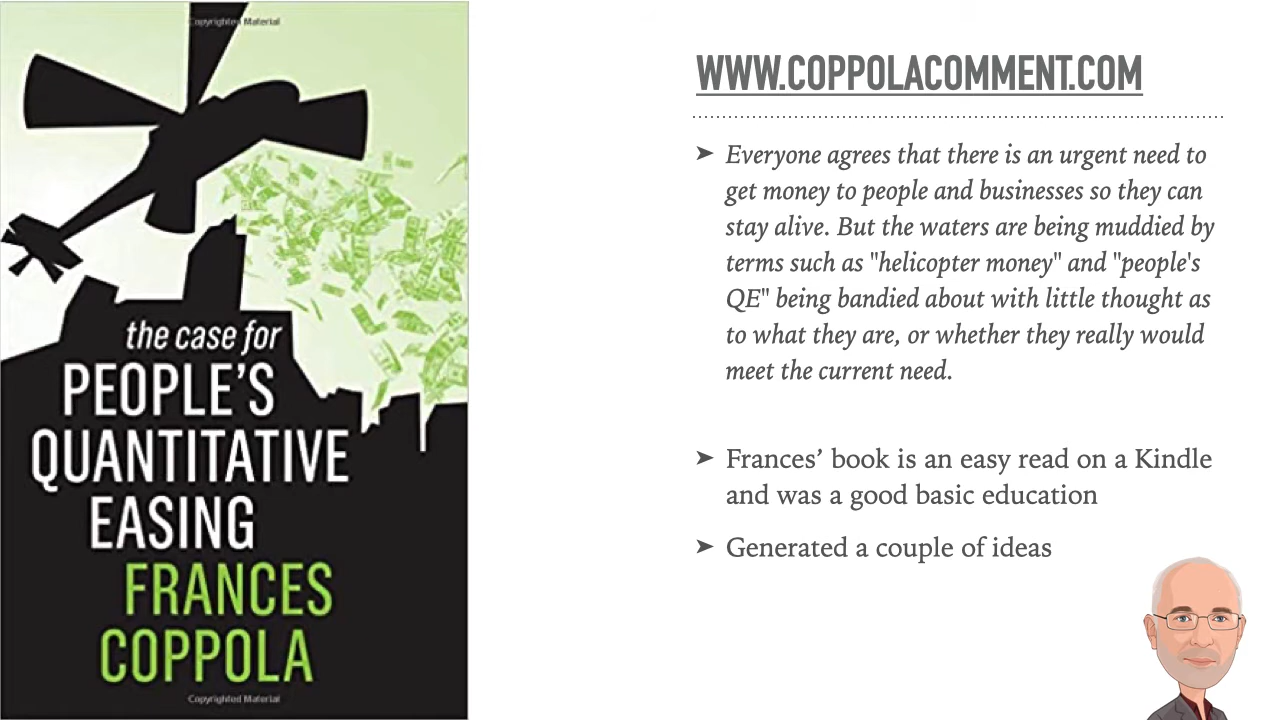 Copyrighted Material
the case for
PEOPLE'S
QUANTITATIVE
EASING
FRANCES
COPPOLA
Copyrighted Material
WWW.COPPOLACOMMENT.COM
➤ Everyone agrees that there is an urgent need to
get money to people and businesses so they can
stay alive. But the waters are being muddied by
terms such as "helicopter money" and "people's
QE" being bandied about with little thought as
to what they are, or whether they really would
meet the current need.
➤ Frances’ book is an easy read on a Kindle
and was a good basic education
➤ Generated a couple of ideas